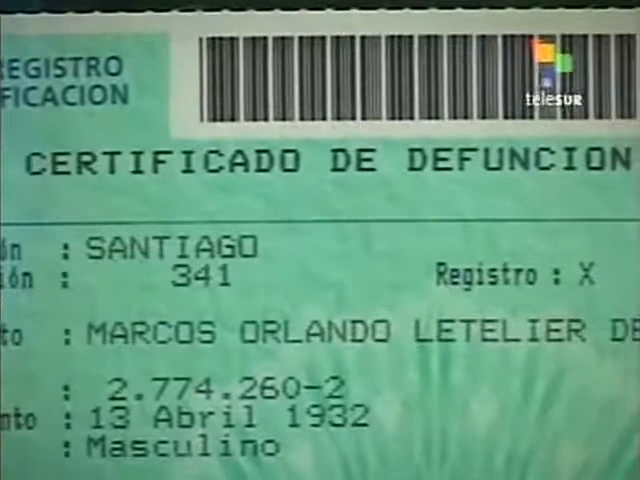 REGISTRO
FICACION
teleSUR
CERTIFICADO DE DEFUNCION
ón : SANTIAGO
ión : 341 Registro : X
to : MARCOS ORLANDO LETELIER DE
: 2.774.260-2
nto : 13 Abril 1932
: Masculino